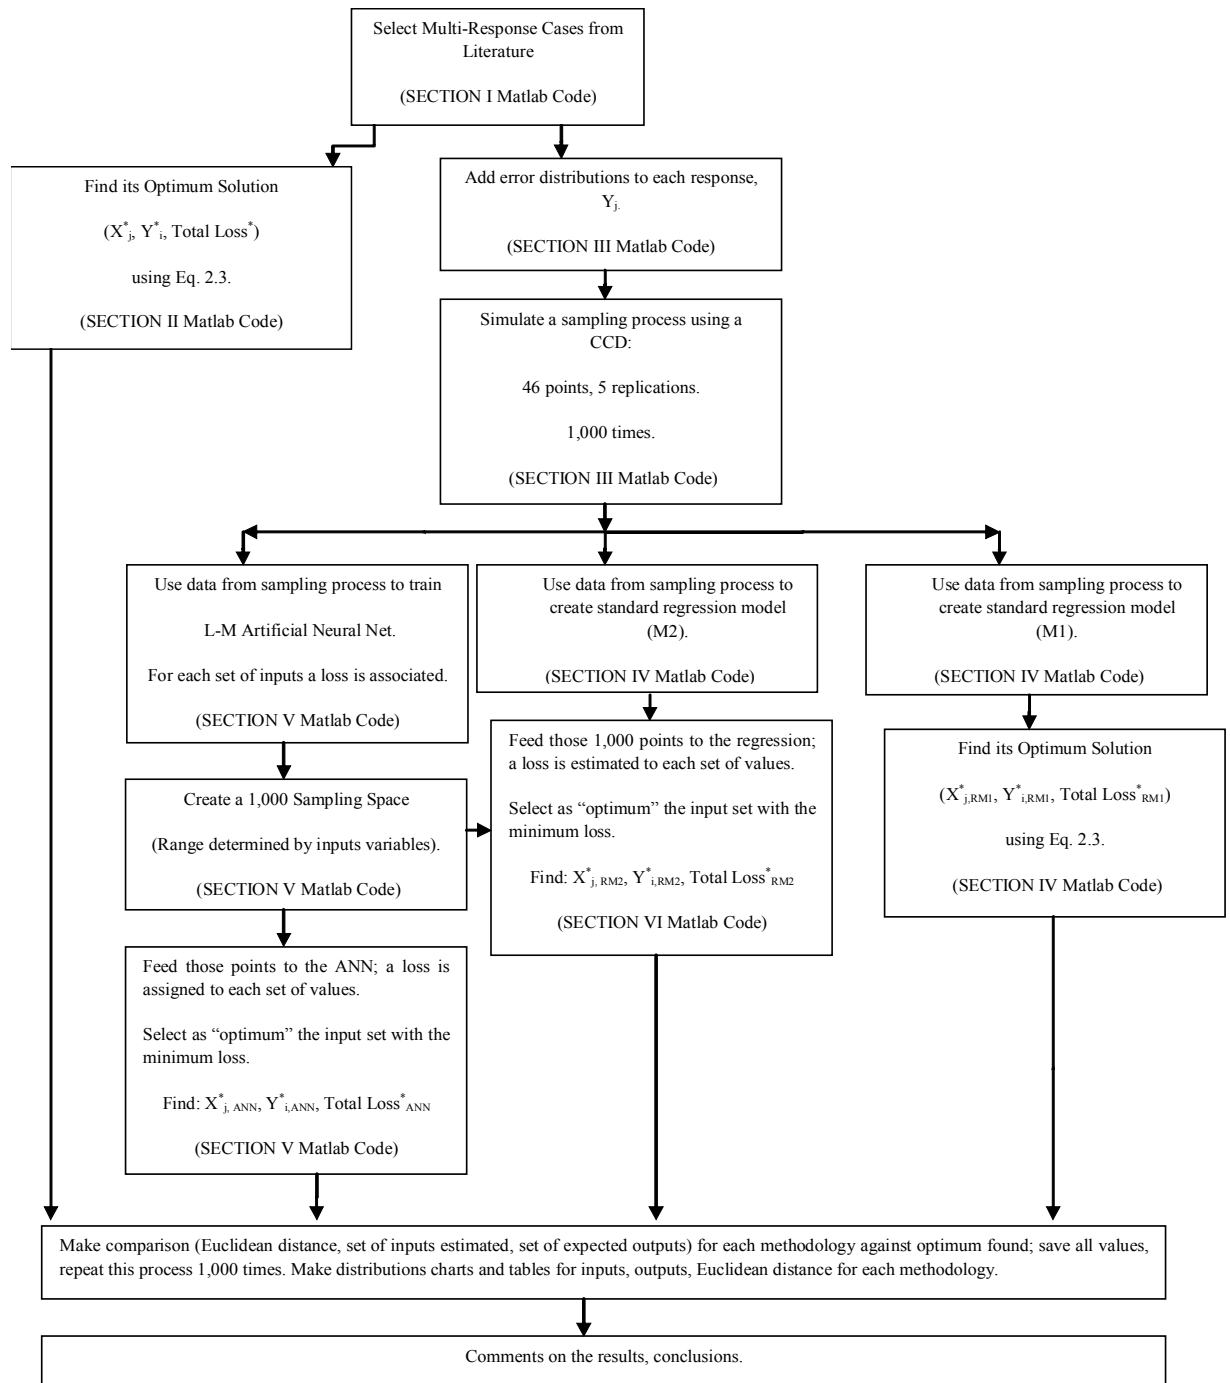 Select Multi-Response Cases from
Literature
(SECTION I Matlab Code)
Find its Optimum Solution
(X*j, Y*i, Total Loss*)
using Eq. 2.3.
(SECTION II Matlab Code)
Add error distributions to each response,
Yj.
(SECTION III Matlab Code)
Simulate a sampling process using a
CCD:
46 points, 5 replications.
1,000 times.
(SECTION III Matlab Code)
Use data from sampling process to train
L-M Artificial Neural Net.
For each set of inputs a loss is associated.
(SECTION V Matlab Code)
Use data from sampling process to
create standard regression model
(M2).
(SECTION IV Matlab Code)
Use data from sampling process to
create standard regression model
(M1).
(SECTION IV Matlab Code)
Create a 1,000 Sampling Space
(Range determined by inputs variables).
(SECTION V Matlab Code)
Feed those 1,000 points to the regression;
a loss is estimated to each set of values.
Select as “optimum” the input set with the
minimum loss.
Find: X*j, RM2, Y*i,RM2, Total Loss*RM2
(SECTION VI Matlab Code)
Find its Optimum Solution
(X*j,RM1, Y*i,RM1, Total Loss*RM1)
using Eq. 2.3.
(SECTION IV Matlab Code)
Feed those points to the ANN; a loss is
assigned to each set of values.
Select as “optimum” the input set with the
minimum loss.
Find: X*j, ANN, Y*i,ANN, Total Loss*ANN
(SECTION V Matlab Code)
Make comparison (Euclidean distance, set of inputs estimated, set of expected outputs) for each methodology against optimum found; save all values,
repeat this process 1,000 times. Make distributions charts and tables for inputs, outputs, Euclidean distance for each methodology.
Comments on the results, conclusions.